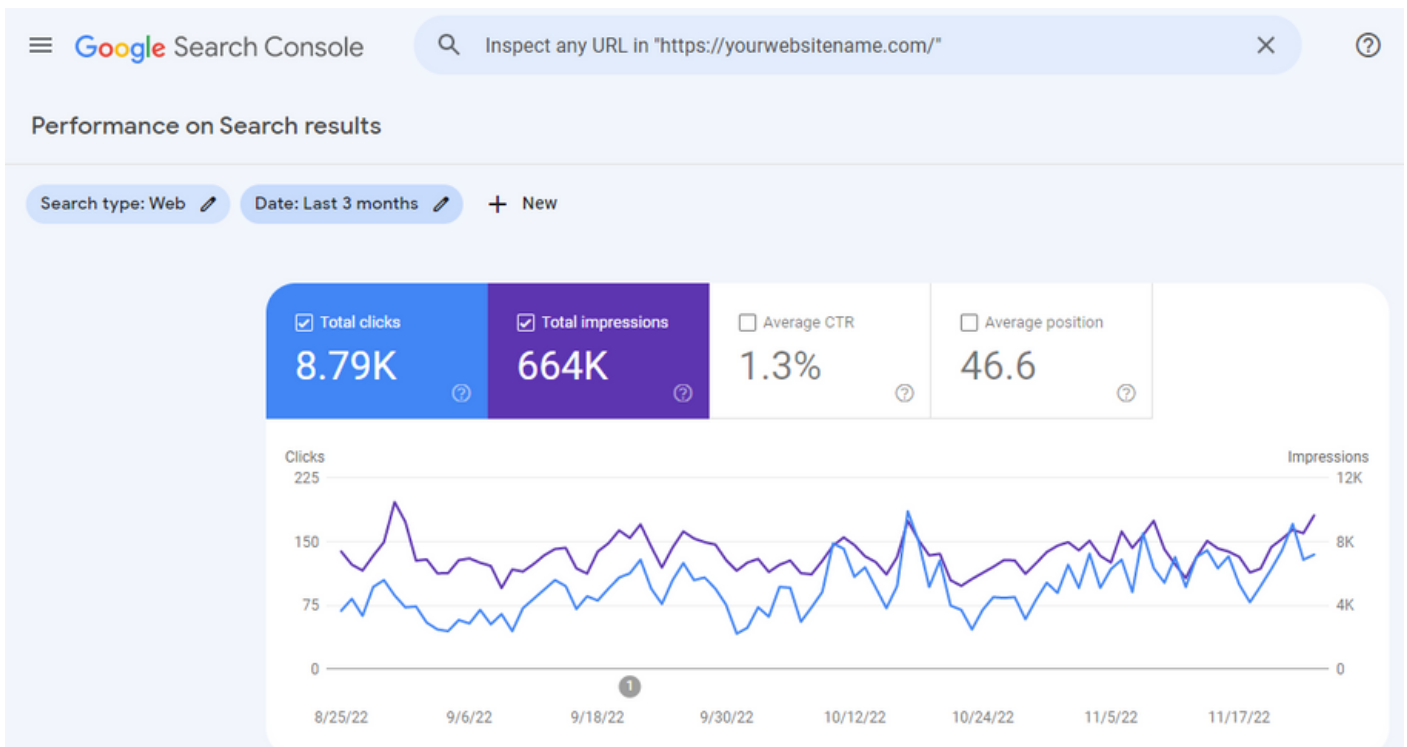 Google Search Console
Inspect any URL in "https://yourwebsitename.com/"
Performance on Search results
Search type: Web
Date: Last 3 months
+ New
Total clicks
8.79K
Total impressions
664K
Average CTR
1.3%
Average position
46.6
Clicks
Impressions
225
12K
150
8K
75
4K
0
0
1
8/25/22
9/6/22
9/18/22
9/30/22
10/12/22
10/24/22
11/5/22
11/17/22